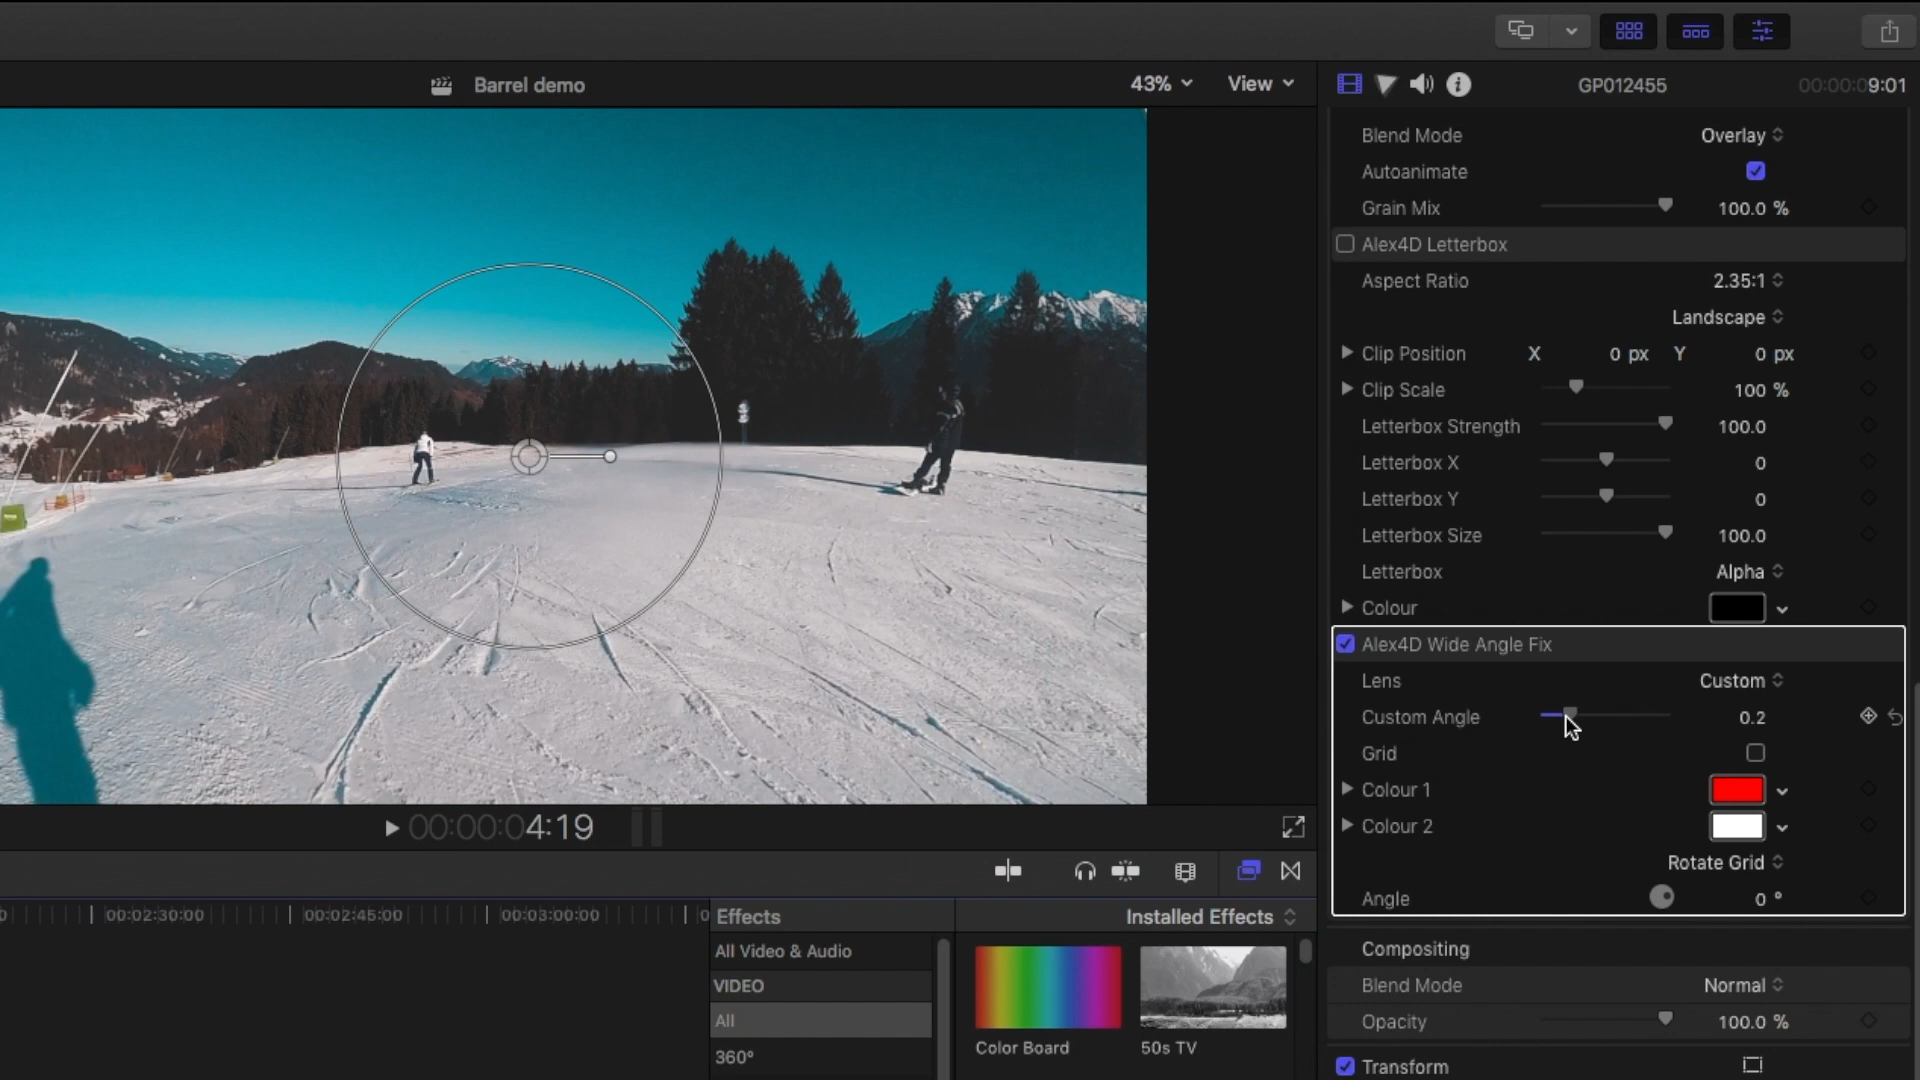 Barrel demo
43%
View
GP012455
00:00:09:01
Blend Mode
Overlay
Autoanimate
Grain Mix
100.0 %
Alex4D Letterbox
Aspect Ratio
2.35:1
Landscape
Clip Position X 0 px Y 0 px
Clip Scale
100 %
Letterbox Strength
100.0
Letterbox X
0
Letterbox Y
0
Letterbox Size
100.0
Letterbox
Alpha
Colour
Alex4D Wide Angle Fix
Lens
Custom
Custom Angle
0.2
Grid
Colour 1
Colour 2
Rotate Grid
Angle
0 °
Compositing
Blend Mode
Normal
Opacity
100.0 %
Transform
00:00:04:19
0
00:02:30:00
00:02:45:00
00:03:00:00
0
Effects
Installed Effects
All Video & Audio
VIDEO
All
360°
Color Board
50s TV